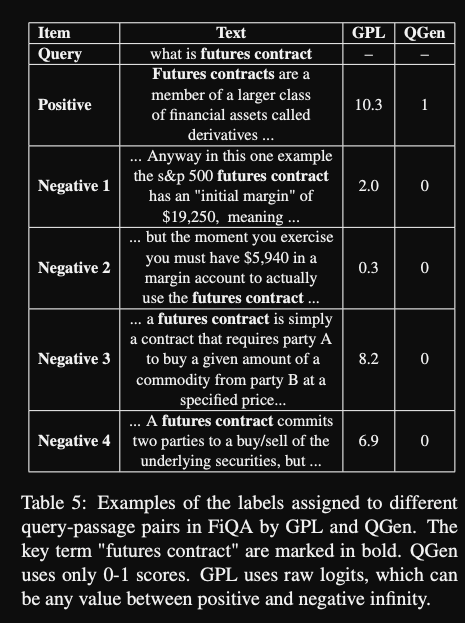 Item Text GPL QGen
Query what is futures contract – –
Positive Futures contracts are a
member of a larger class
of financial assets called
derivatives ... 10.3 1
Negative 1 ... Anyway in this one example
the s&p 500 futures contract
has an "initial margin" of
$19,250, meaning ... 2.0 0
Negative 2 ... but the moment you exercise
you must have $5,940 in a
margin account to actually
use the futures contract ... 0.3 0
Negative 3 ... a futures contract is simply
a contract that requires party A
to buy a given amount of a
commodity from party B at a
specified price... 8.2 0
Negative 4 ... A futures contract commits
two parties to a buy/sell of the
underlying securities, but ... 6.9 0
Table 5: Examples of the labels assigned to different
query-passage pairs in FiQA by GPL and QGen. The
key term "futures contract" are marked in bold. QGen
uses only 0-1 scores. GPL uses raw logits, which can
be any value between positive and negative infinity.